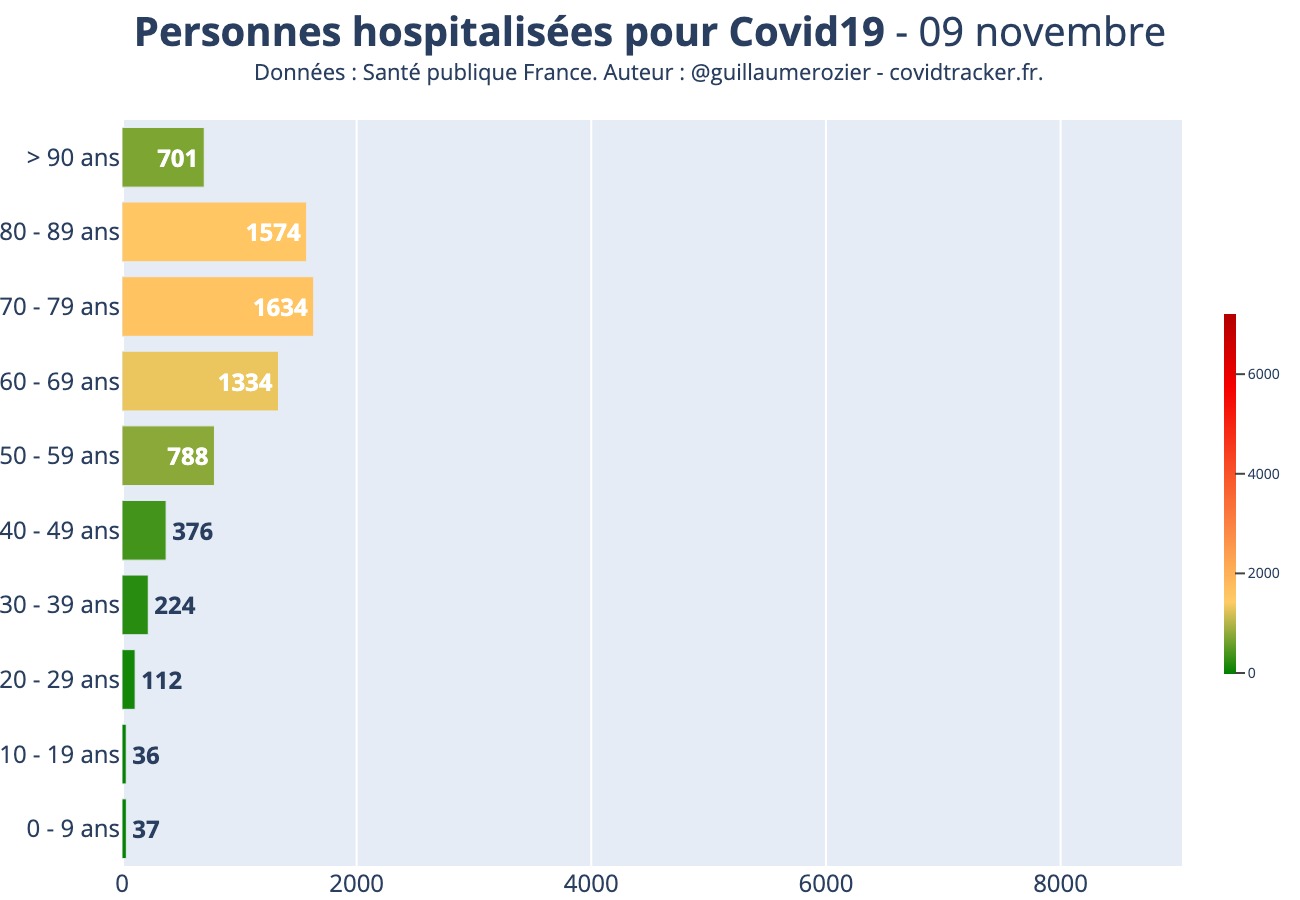 Personnes hospitalisées pour Covid19 - 09 novembre
Données : Santé publique France. Auteur : @guillaumerozier - covidtracker.fr.
> 90 ans 701
80 - 89 ans 1574
70 - 79 ans 1634
60 - 69 ans 1334
50 - 59 ans 788
40 - 49 ans 376
30 - 39 ans 224
20 - 29 ans 112
10 - 19 ans 36
0 - 9 ans 37
0 2000 4000 6000 8000
6000
4000
2000
0